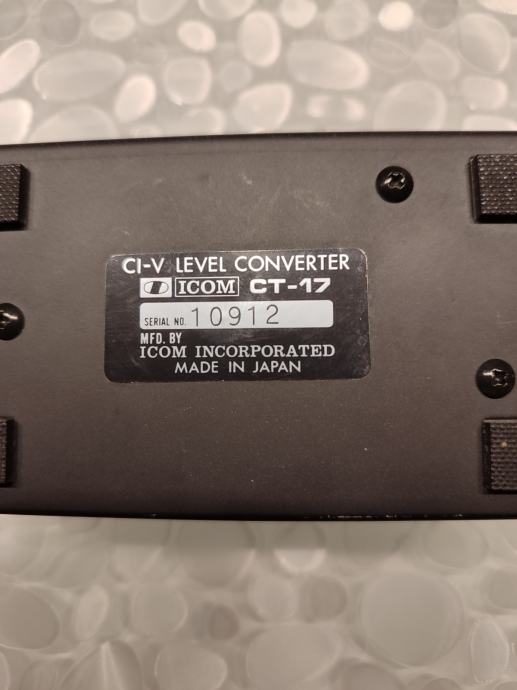 CI-V LEVEL CONVERTER
ICOM CT-17
SERIAL NO. 10912
MFD. BY
ICOM INCORPORATED
MADE IN JAPAN